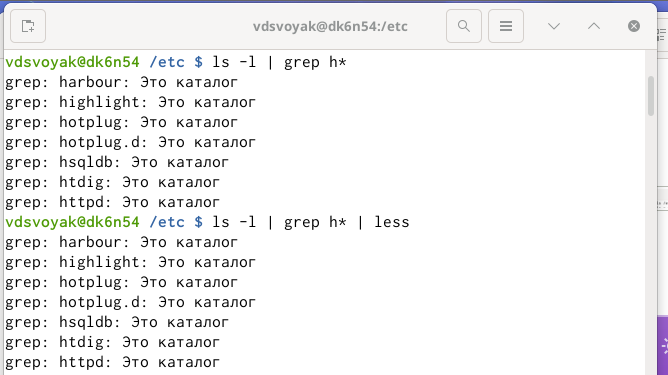 vdsvoyak@dk6n54:/etc
vdsvoyak@dk6n54 /etc $ ls -l | grep h*
grep: harbour: Это каталог
grep: highlight: Это каталог
grep: hotplug: Это каталог
grep: hotplug.d: Это каталог
grep: hsqldb: Это каталог
grep: htdig: Это каталог
grep: httpd: Это каталог
vdsvoyak@dk6n54 /etc $ ls -l | grep h* | less
grep: harbour: Это каталог
grep: highlight: Это каталог
grep: hotplug: Это каталог
grep: hotplug.d: Это каталог
grep: hsqldb: Это каталог
grep: htdig: Это каталог
grep: httpd: Это каталог